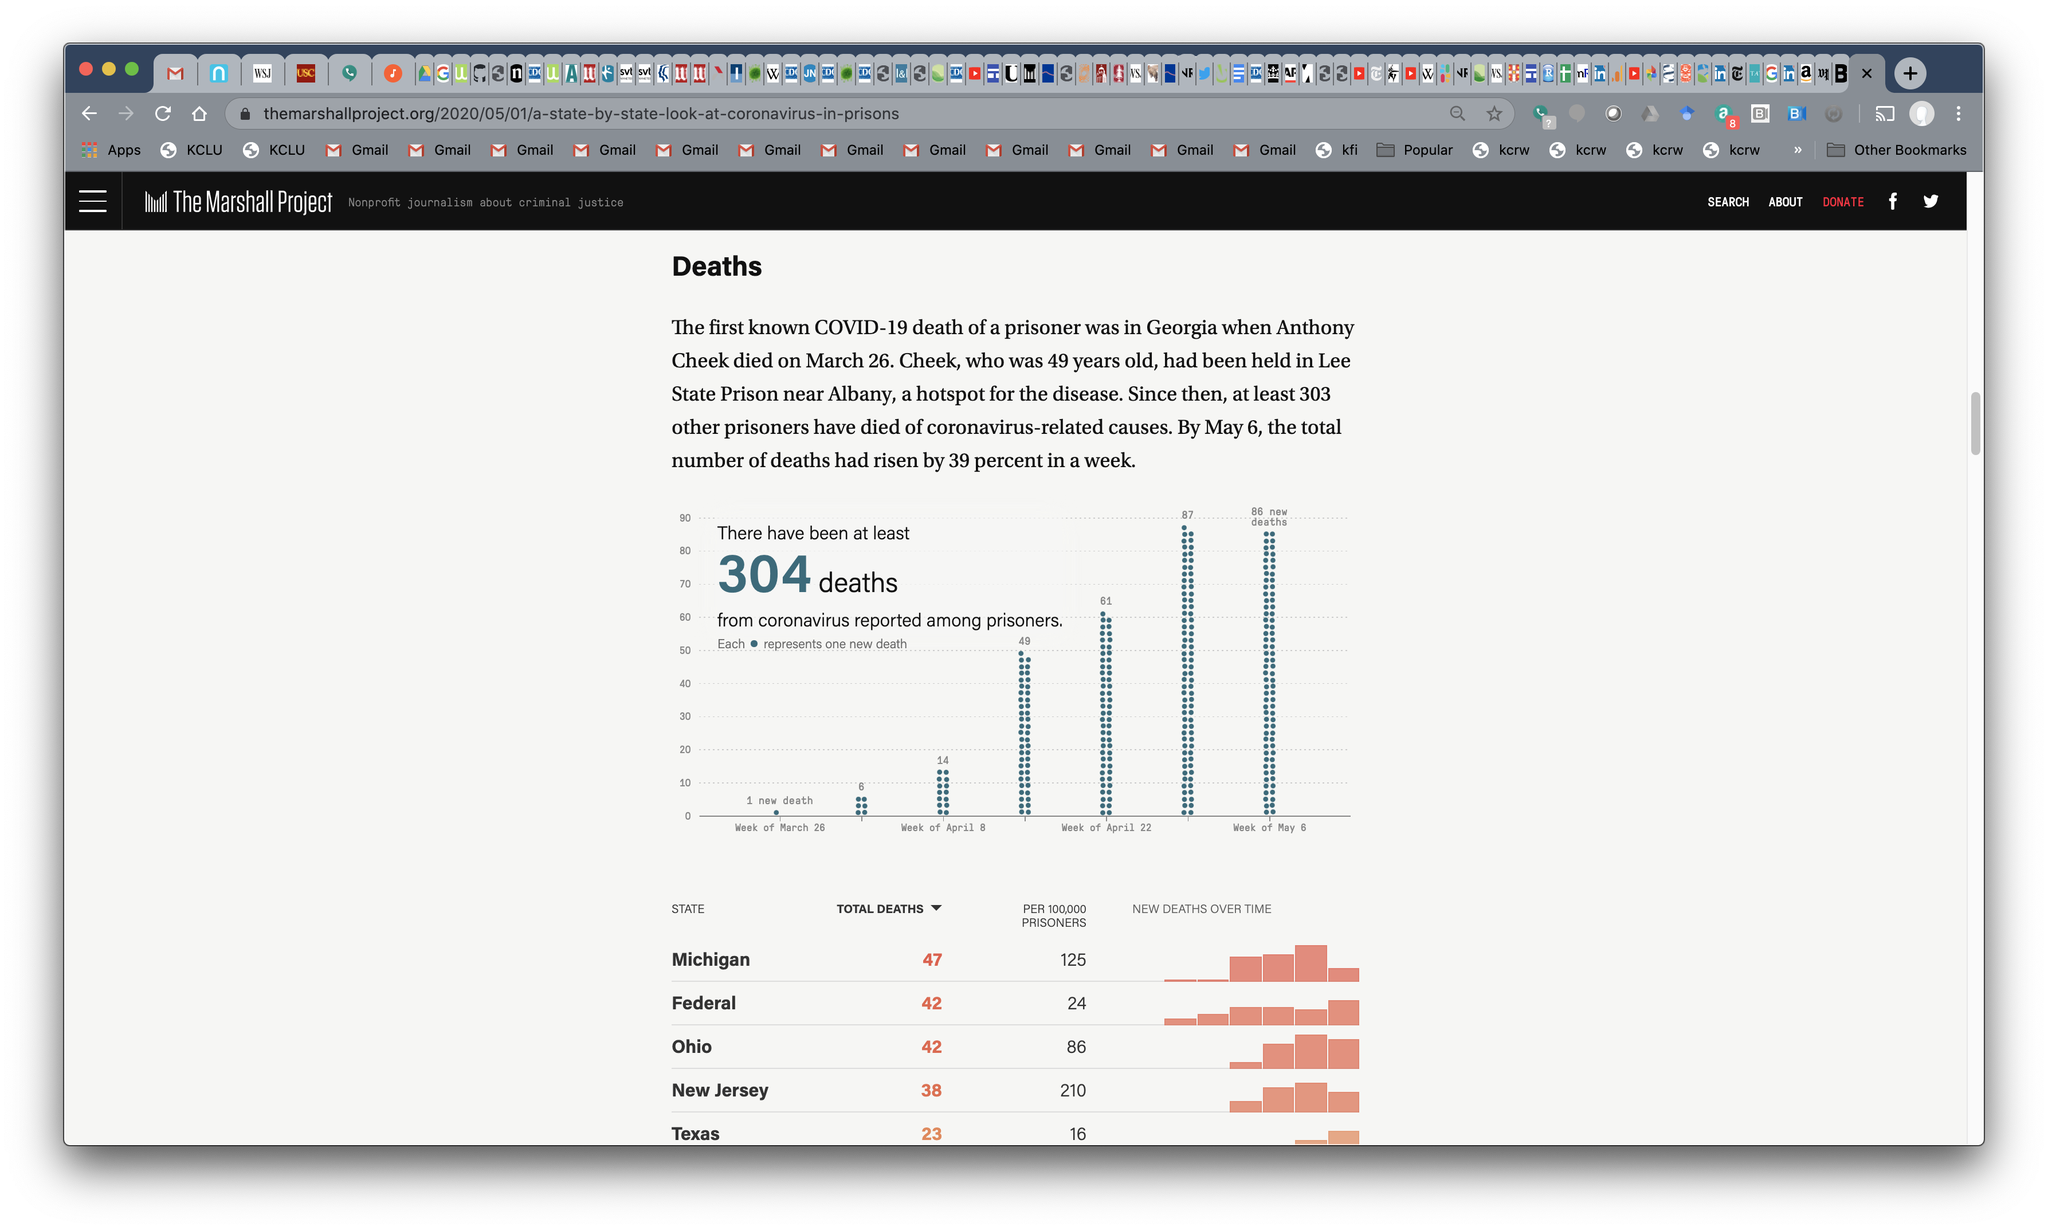 WSJ
USC
themarshallproject.org/2020/05/01/a-state-by-state-look-at-coronavirus-in-prisons
8
Apps KCLU KCLU Gmail Gmail Gmail Gmail Gmail Gmail Gmail Gmail Gmail Gmail Gmail Gmail kfi Popular kcrw kcrw kcrw kcrw » Other Bookmarks
The Marshall Project Nonprofit journalism about criminal justice SEARCH ABOUT DONATE
Deaths
The first known COVID-19 death of a prisoner was in Georgia when Anthony
Cheek died on March 26. Cheek, who was 49 years old, had been held in Lee
State Prison near Albany, a hotspot for the disease. Since then, at least 303
other prisoners have died of coronavirus-related causes. By May 6, the total
number of deaths had risen by 39 percent in a week.
There have been at least
304 deaths
from coronavirus reported among prisoners.
Each ● represents one new death
90
80
70
60
50
40
30
20
10
0
1 new death
6
14
49
61
87
86 new
deaths
Week of March 26 Week of April 8 Week of April 22 Week of May 6
STATE TOTAL DEATHS PER 100,000 PRISONERS NEW DEATHS OVER TIME
Michigan 47 125
Federal 42 24
Ohio 42 86
New Jersey 38 210
Texas 23 16